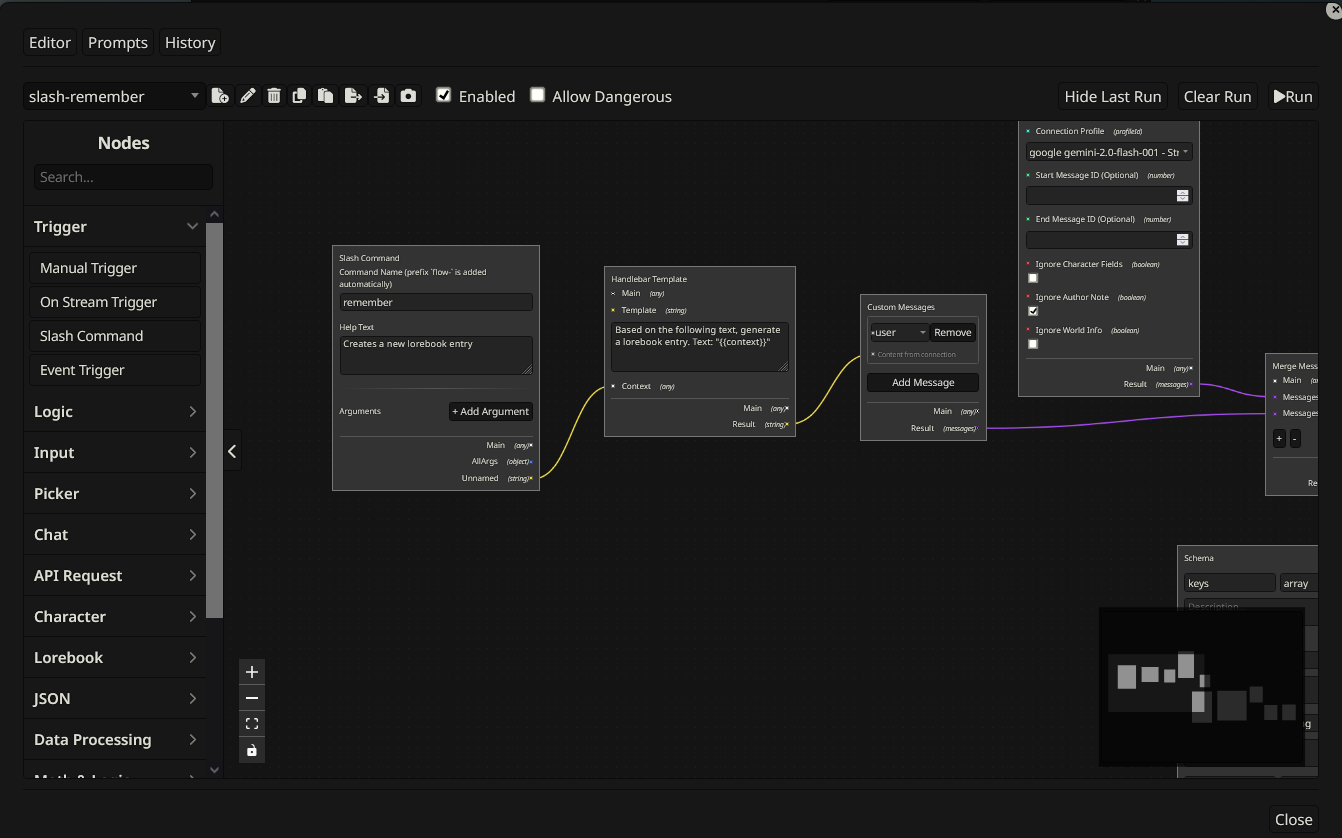 Editor Prompts History
slash-remember Enabled Allow Dangerous Hide Last Run Clear Run Run
Nodes
Search...
Trigger
Manual Trigger
On Stream Trigger
Slash Command
Event Trigger
Logic
Input
Picker
Chat
API Request
Character
Lorebook
JSON
Data Processing
Slash Command
Command Name (prefix `flow-` is added
automatically)
remember
Help Text
Creates a new lorebook entry
Arguments + Add Argument
Main (any)
AllArgs (object)
Unnamed (string)
Handlebar Template
Main (any)
Template (string)
Based on the following text, generate
a lorebook entry. Text: "{{context}}"
Context (any)
Main (any)
Result (string)
Custom Messages
user Remove
Content from connection
Add Message
Main (any)
Result (messages)
Connection Profile (profileId)
google gemini-2.0-flash-001 - Str
Start Message ID (Optional) (number)
End Message ID (Optional) (number)
Ignore Character Fields (boolean)
Ignore Author Note (boolean)
Ignore World Info (boolean)
Main (any)
Result (messages)
Merge Mess
Main (an
Messages
Messages
+ -
Re
Schema
keys array
Description
g
Close